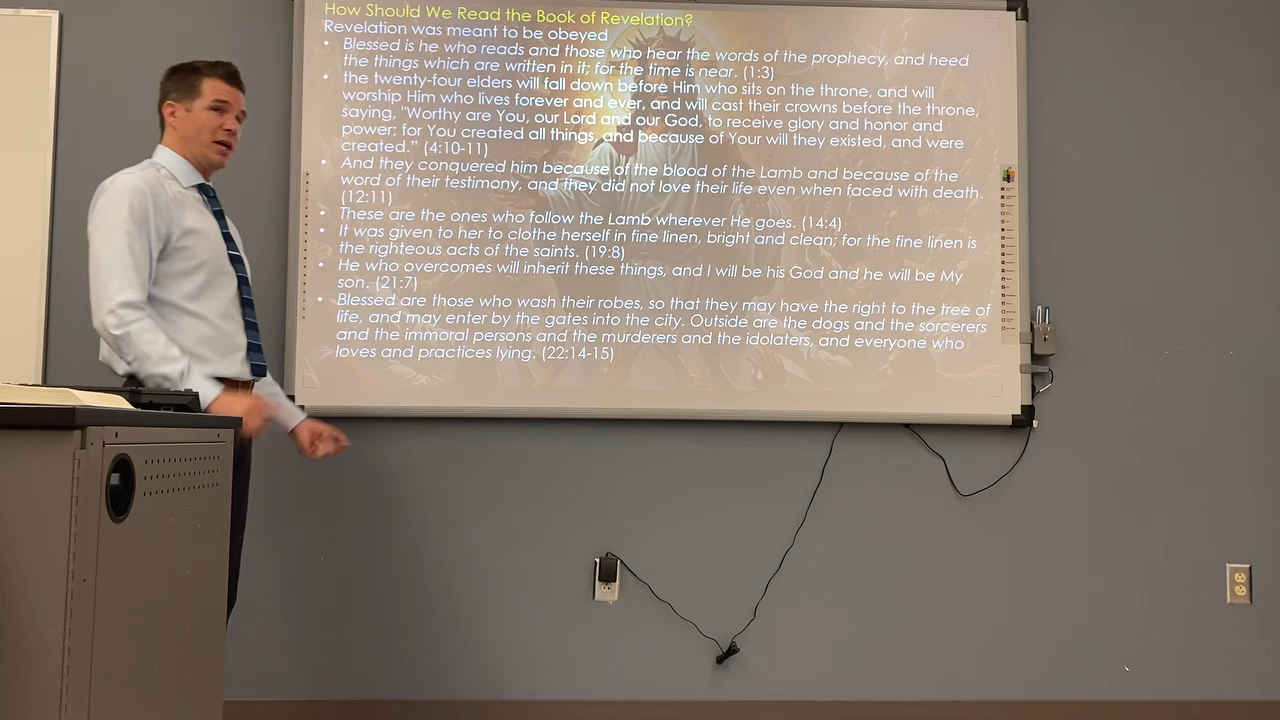 How Should We Read the Book of Revelation?
Revelation was meant to be obeyed
• Blessed is he who reads and those who hear the words of the prophecy, and heed
the things which are written in it; for the time is near. (1:3)
• the twenty-four elders will fall down before Him who sits on the throne, and will
worship Him who lives forever and ever, and will cast their crowns before the throne,
saying, "Worthy are You, our Lord and our God, to receive glory and honor and
power; for You created all things, and because of Your will they existed, and were
created." (4:10-11)
• And they conquered him because of the blood of the Lamb and because of the
word of their testimony, and they did not love their life even when faced with death.
(12:11)
• These are the ones who follow the Lamb wherever He goes. (14:4)
• It was given to her to clothe herself in fine linen, bright and clean; for the fine linen is
the righteous acts of the saints. (19:8)
• He who overcomes will inherit these things, and I will be his God and he will be My
son. (21:7)
• Blessed are those who wash their robes, so that they may have the right to the tree of
life, and may enter by the gates into the city. Outside are the dogs and the sorcerers
and the immoral persons and the murderers and the idolaters, and everyone who
loves and practices lying. (22:14-15)